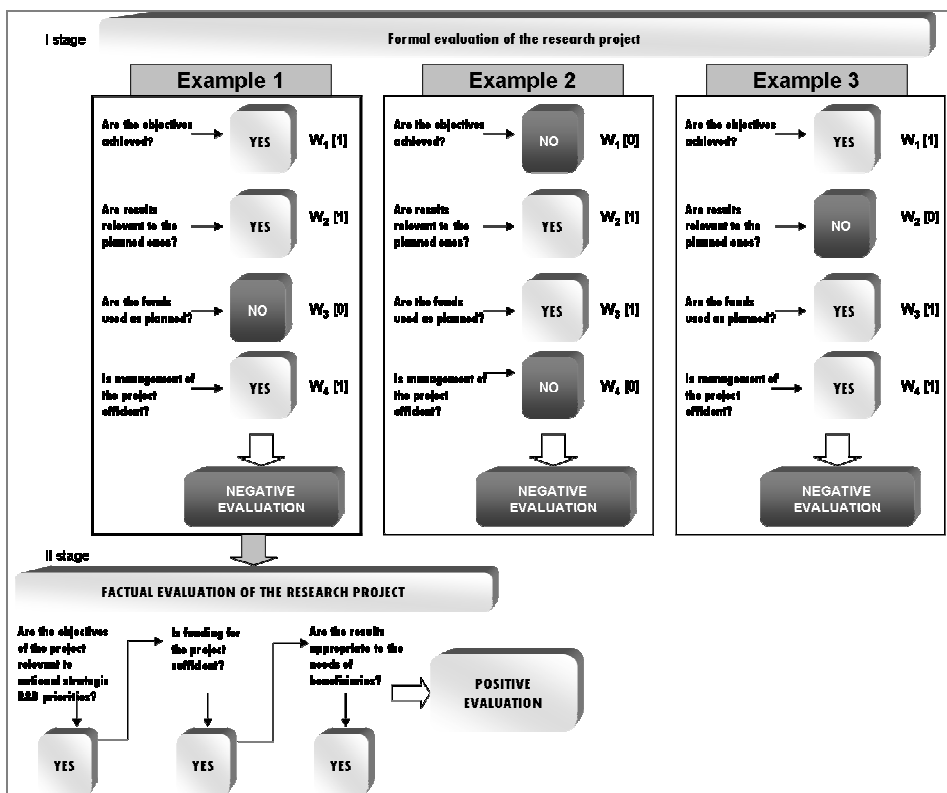 I stage
Formal evaluation of the research project
Example 1
Are the objectives
achieved?
YES
W1 [1]
Are results
relevant to the
planned ones?
YES
W2 [1]
Are the funds
used as planned?
NO
W3 [0]
Is management of
the project
efficient?
YES
W4 [1]
NEGATIVE
EVALUATION
Example 2
Are the objectives
achieved?
NO
W1 [0]
Are results
relevant to the
planned ones?
YES
W2 [1]
Are the funds
used as planned?
YES
W3 [1]
Is management of
the project
efficient?
NO
W4 [0]
NEGATIVE
EVALUATION
Example 3
Are the objectives
achieved?
YES
W1 [1]
Are results
relevant to the
planned ones?
NO
W2 [0]
Are the funds
used as planned?
YES
W3 [1]
Is management of
the project
efficient?
YES
W4 [1]
NEGATIVE
EVALUATION
II stage
FACTUAL EVALUATION OF THE RESEARCH PROJECT
Are the objectives
of the project
relevant to
national strategic
R&D priorities?
YES
Is funding for
the project
sufficient?
YES
Are the results
appropriate to the
needs of
beneficiaries?
YES
POSITIVE
EVALUATION